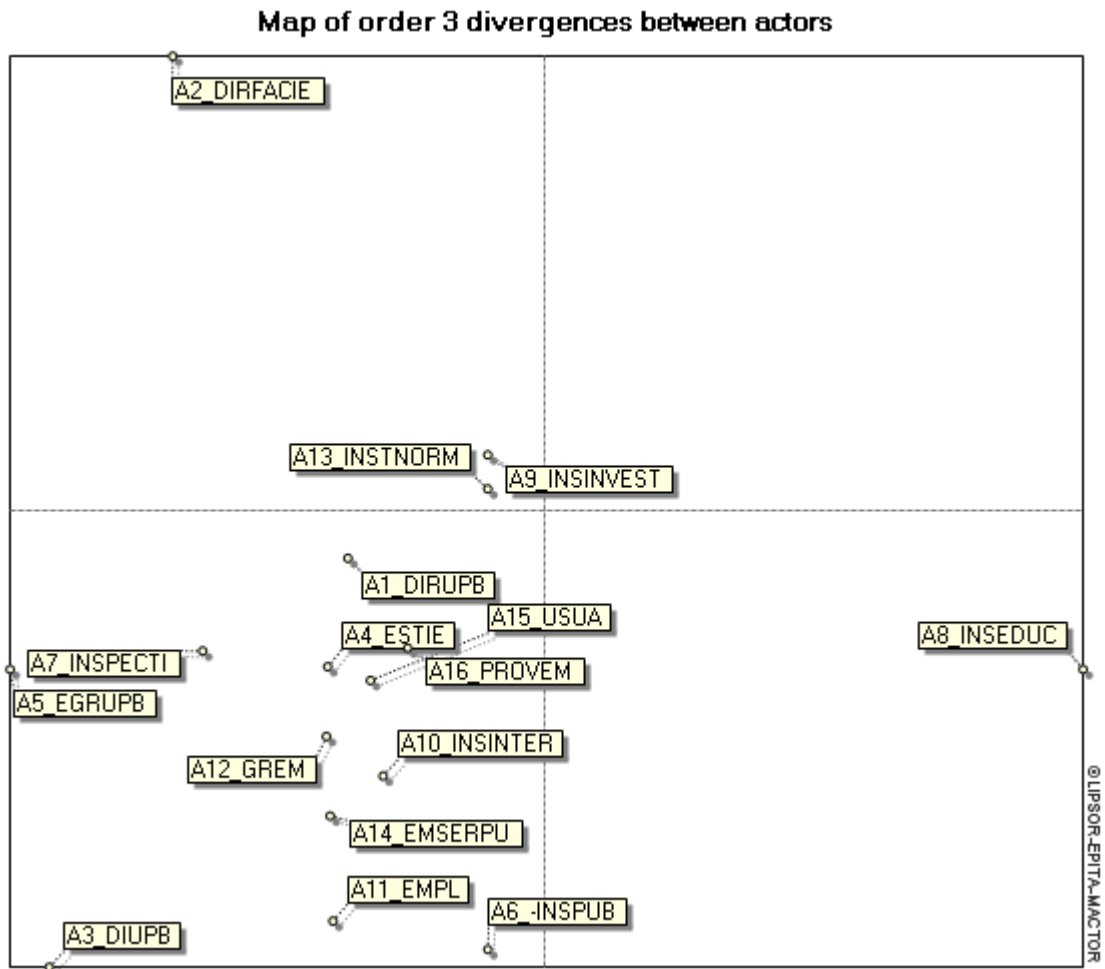 Map of order 3 divergences between actors
A2_DIRFACIE
A13_INSTNORM
A9_INSINVEST
A1_DIRUPB
A15_USUA
A4_ESTIE
A8_INSEDUC
A7_INSPECTI
A16_PROVEM
A5_EGRUPB
A10_INSINTER
A12_GREM
A14_EMSERPU
A11_EMPL
A6_-INSPUB
A3_DIUPB
©LIPSOR-EPITA-MACTOR